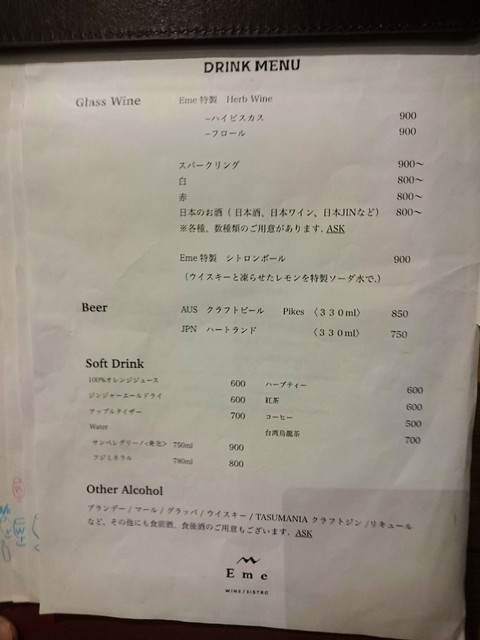 DRINK MENU
Glass Wine Eme 特製 Herb Wine
−ハイビスカス 900
−フロール 900
スパークリング 900〜
白 800〜
赤 800〜
日本のお酒（日本酒、日本ワイン、日本JINなど） 800〜
※各種、数種類のご用意があります. ASK
Eme 特製 シトロンボール 900
（ウイスキーと凍らせたレモンを特製ソーダ水で。）
Beer AUS クラフトビール Pikes 〈３３０ml〉 850
JPN ハートランド 〈３３０ml〉 750
Soft Drink
100%オレンジジュース 600 ハーブティー 600
ジンジャーエールドライ 600 紅茶 600
アップルタイザー 700 コーヒー 500
Water 台湾烏龍茶 700
サンペレグリーノ<発泡> 750ml 900
フジミネラル 780ml 800
Other Alcohol
ブランデー / マール / グラッパ / ウイスキー / TASUMANIA クラフトジン / リキュール
など、その他にも食前酒、食後酒のご用意もございます. ASK
Eme
WINE / BISTRO